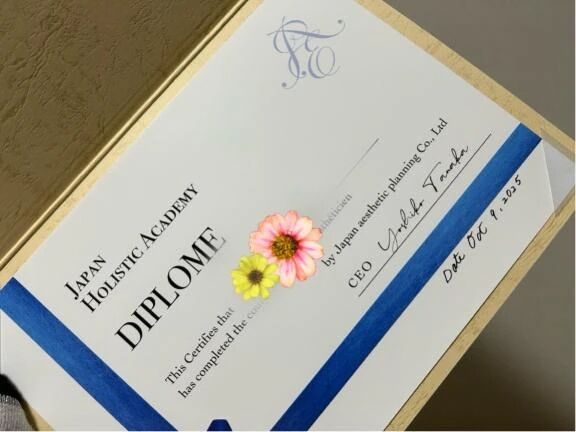 JAPAN
HOLISTIC ACADEMY
DIPLOME
This Certifies that
has completed the
by Japan aesthetic planning Co., Ltd
CEO Yoshiko Tanaka
Date Oct 9, 2025